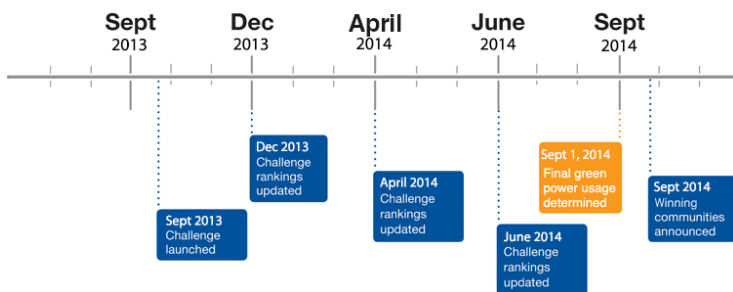 Sept
2013
Dec
2013
April
2014
June
2014
Sept
2014
Sept 2013
Challenge
launched
Dec 2013
Challenge
rankings
updated
April 2014
Challenge
rankings
updated
June 2014
Challenge
rankings
updated
Sept 1, 2014
Final green
power usage
determined
Sept 2014
Winning
communities
announced